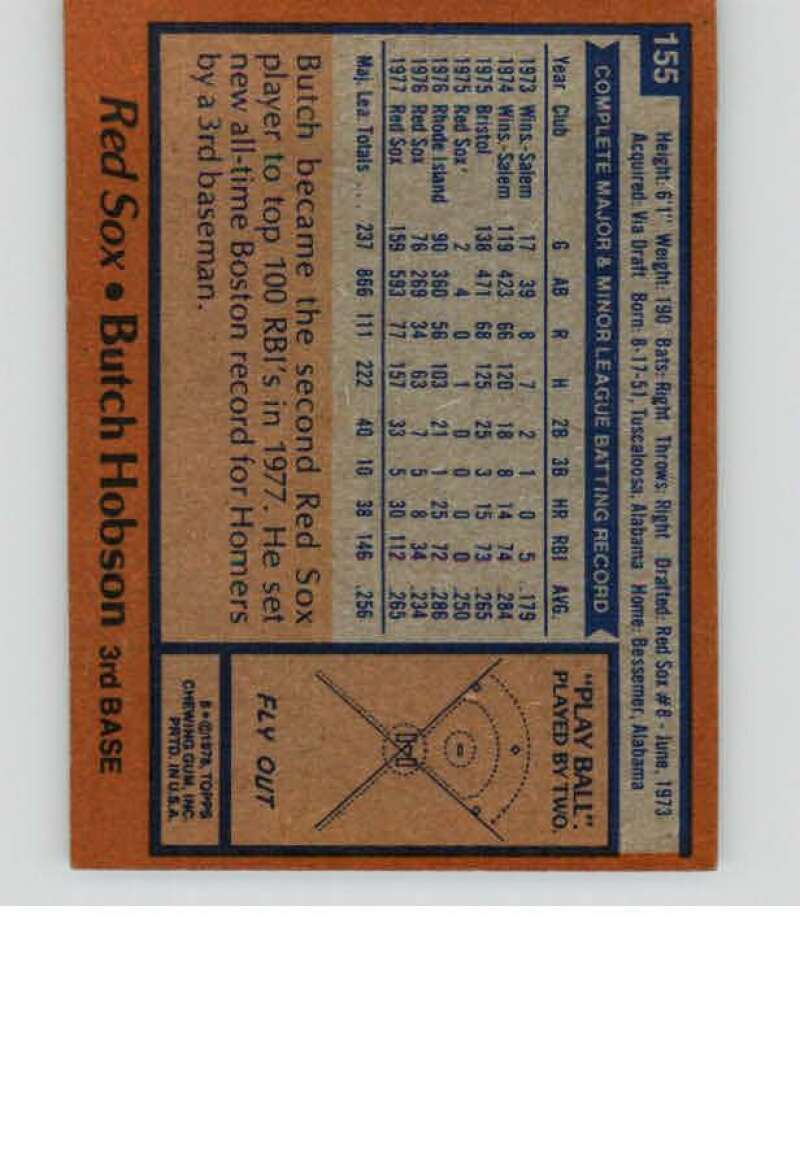 155
Height: 6'1" Weight: 190 Bats: Right Throws: Right Drafted: Red Sox #8 - June, 1973
Acquired: Via Draft Born: 8-17-51, Tuscaloosa, Alabama Home: Bessemer, Alabama
COMPLETE MAJOR & MINOR LEAGUE BATTING RECORD
Year Club G AB R H 2B 3B HR RBI AVG.
1973 Wins.-Salem 17 39 8 7 2 1 0 5 .179
1974 Wins.-Salem 119 423 66 120 18 8 14 74 .284
1975 Bristol 138 471 68 125 25 3 15 73 .265
1975 Red Sox 2 4 0 1 0 0 0 0 .250
1976 Rhode Island 90 360 56 103 21 1 25 72 .286
1976 Red Sox 76 269 34 63 7 5 8 34 .234
1977 Red Sox 159 593 77 157 33 5 30 112 .265
Maj. Lea. Totals ... 237 866 111 222 40 10 38 146 .256
Butch became the second Red Sox
player to top 100 RBI's in 1977. He set
new all-time Boston record for Homers
by a 3rd baseman.
"PLAY BALL".
PLAYED BY TWO.
FLY OUT
B•©1978, TOPPS
CHEWING GUM, INC.
PRTD. IN U.S.A.
Red Sox • Butch Hobson 3rd BASE